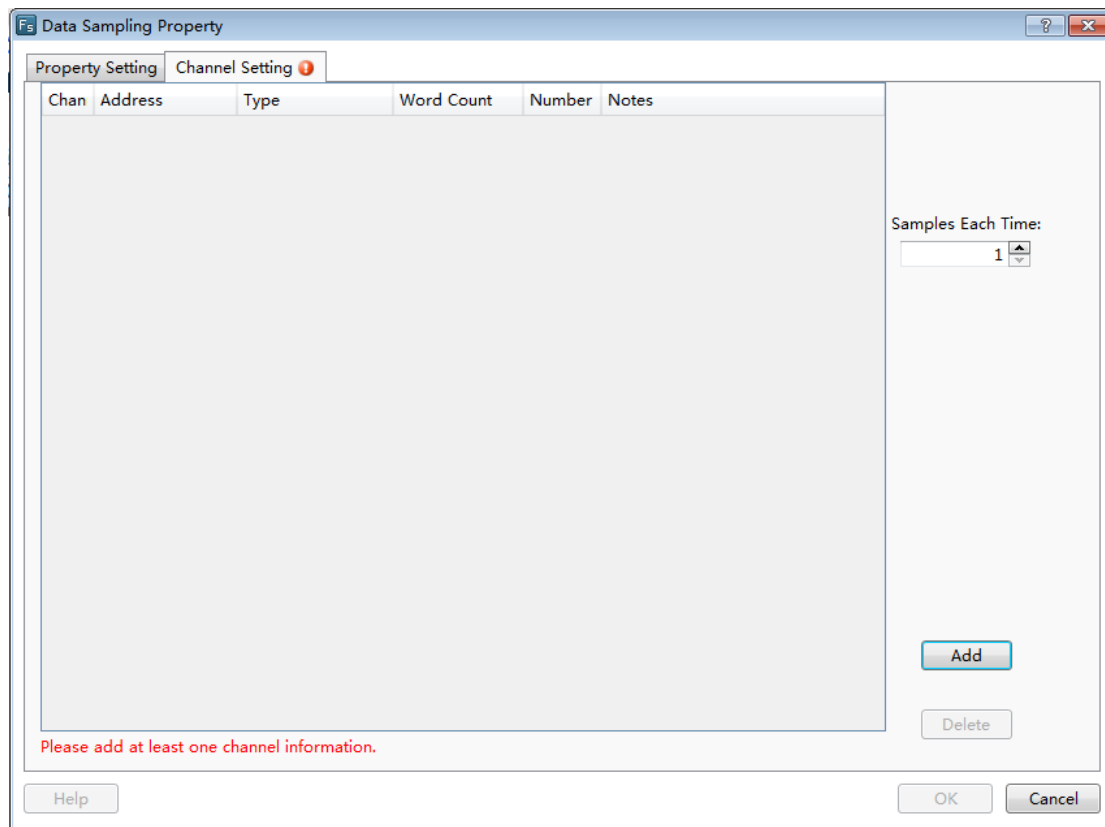 Fs Data Sampling Property
Property Setting Channel Setting
Chan Address Type Word Count Number Notes
Samples Each Time:
1
Add
Delete
Please add at least one channel information.
Help OK Cancel